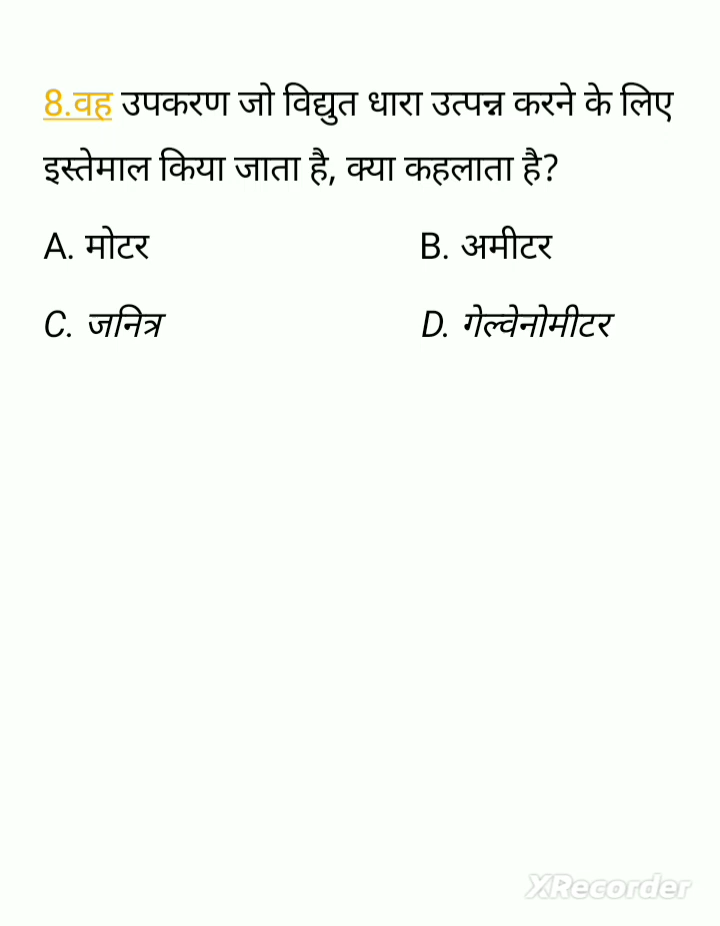 8.वह उपकरण जो विद्युत धारा उत्पन्न करने के लिए
इस्तेमाल किया जाता है, क्या कहलाता है?
A. मोटर B. अमीटर
C. जनित्र D. गेल्वेनोमीटर
XRecorder